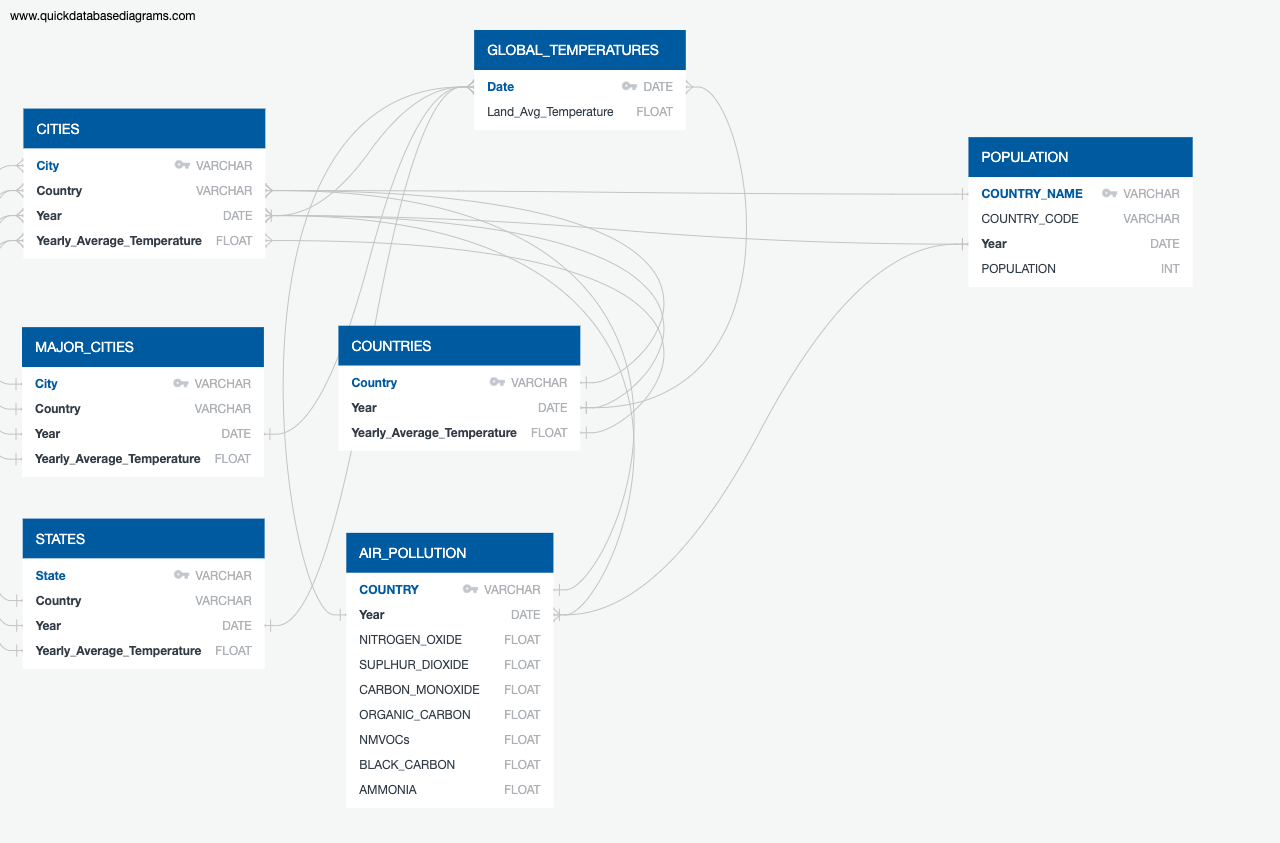 www.quickdatabasediagrams.com
GLOBAL_TEMPERATURES
Date DATE
Land_Avg_Temperature FLOAT
CITIES
City VARCHAR
Country VARCHAR
Year DATE
Yearly_Average_Temperature FLOAT
POPULATION
COUNTRY_NAME VARCHAR
COUNTRY_CODE VARCHAR
Year DATE
POPULATION INT
MAJOR_CITIES
City VARCHAR
Country VARCHAR
Year DATE
Yearly_Average_Temperature FLOAT
COUNTRIES
Country VARCHAR
Year DATE
Yearly_Average_Temperature FLOAT
STATES
State VARCHAR
Country VARCHAR
Year DATE
Yearly_Average_Temperature FLOAT
AIR_POLLUTION
COUNTRY VARCHAR
Year DATE
NITROGEN_OXIDE FLOAT
SUPLHUR_DIOXIDE FLOAT
CARBON_MONOXIDE FLOAT
ORGANIC_CARBON FLOAT
NMVOCs FLOAT
BLACK_CARBON FLOAT
AMMONIA FLOAT